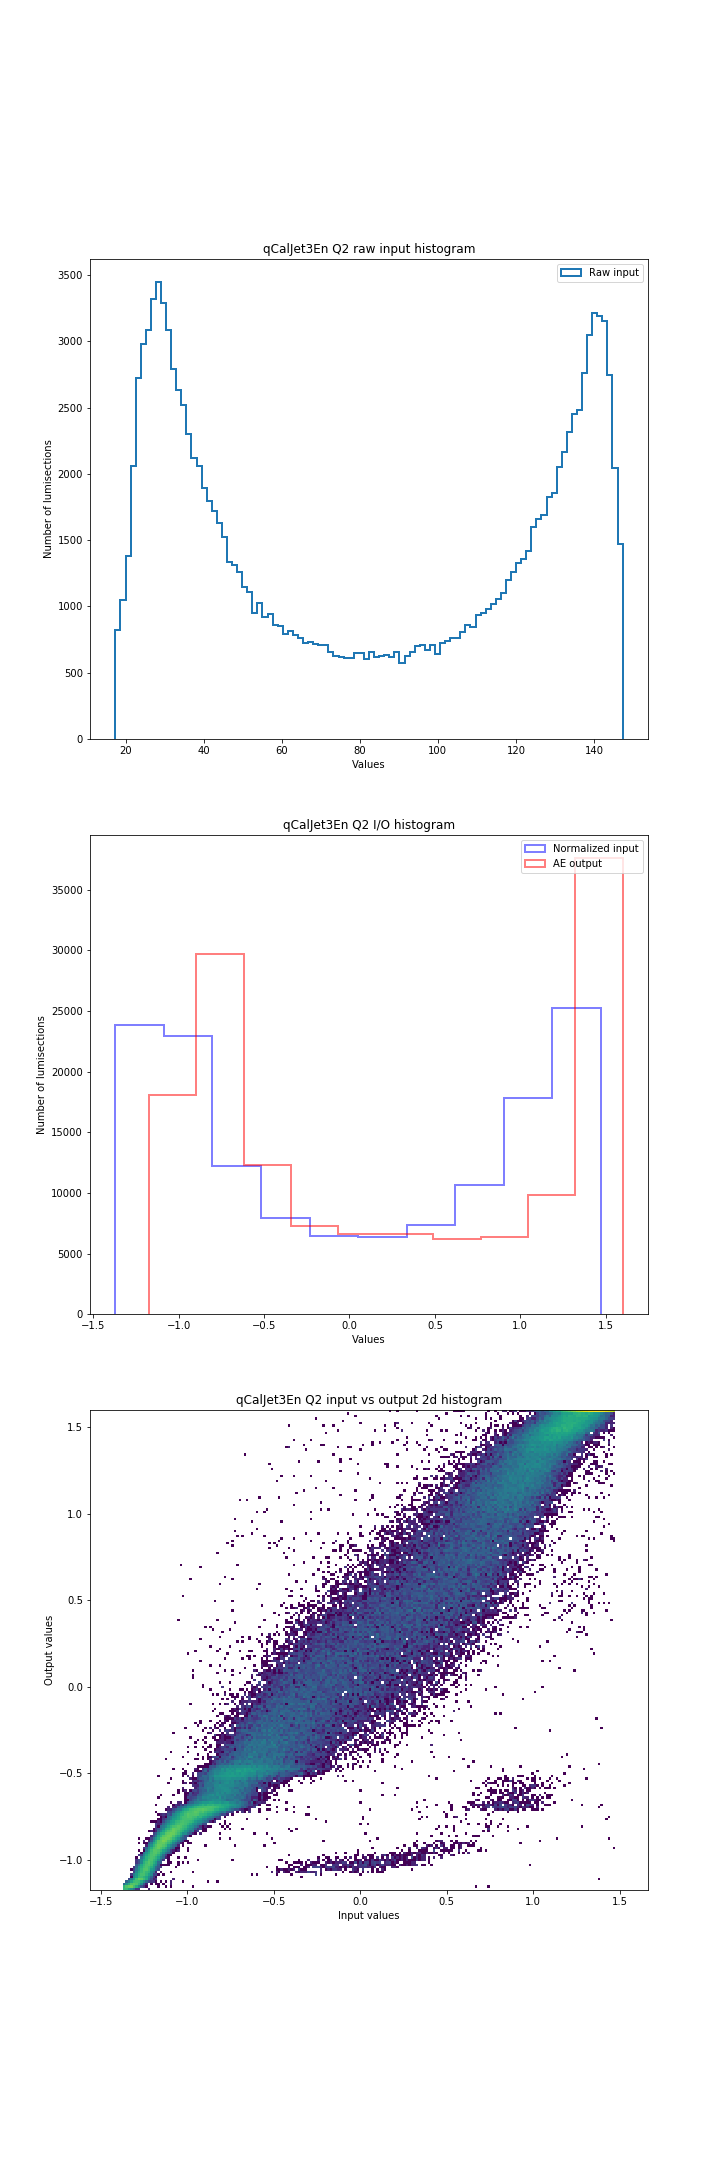 qCalJet3En Q2 raw input histogram
Raw input
3500
3000
2500
2000
1500
1000
500
0
Number of lumisections
20 40 60 80 100 120 140
Values
qCalJet3En Q2 I/O histogram
Normalized input
AE output
35000
30000
25000
20000
15000
10000
5000
0
Number of lumisections
−1.5 −1.0 −0.5 0.0 0.5 1.0 1.5
Values
qCalJet3En Q2 input vs output 2d histogram
1.5
1.0
0.5
0.0
−0.5
−1.0
Output values
−1.5 −1.0 −0.5 0.0 0.5 1.0 1.5
Input values